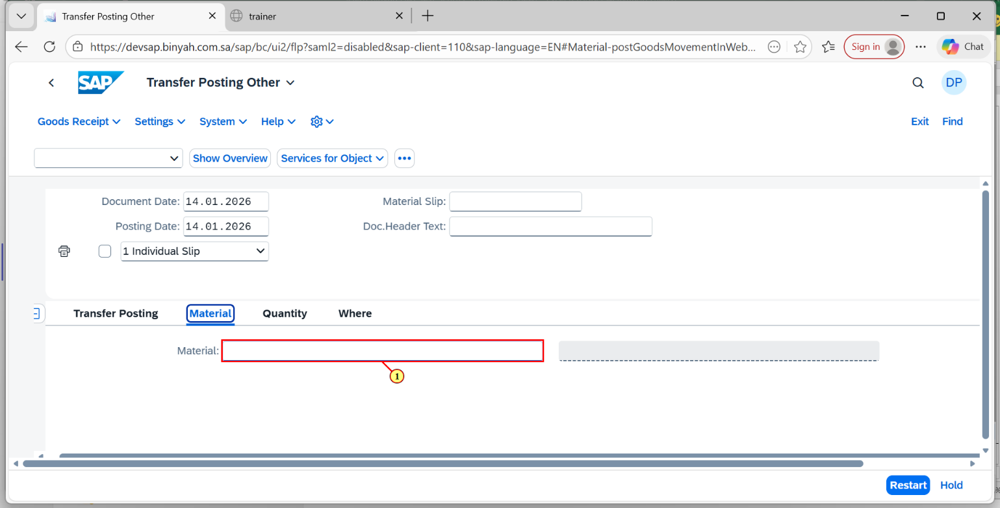 Transfer Posting Other
trainer
https://devsap.binyah.com.sa/sap/bc/ui2/flp?saml2=disabled&sap-client=110&sap-language=EN#Material-postGoodsMovementInWeb...
Sign in
Chat
SAP
Transfer Posting Other
DP
Goods Receipt
Settings
System
Help
Exit
Find
Show Overview
Services for Object
Document Date: 14.01.2026
Material Slip:
Posting Date: 14.01.2026
Doc.Header Text:
1 Individual Slip
Transfer Posting
Material
Quantity
Where
Material:
1
Restart
Hold